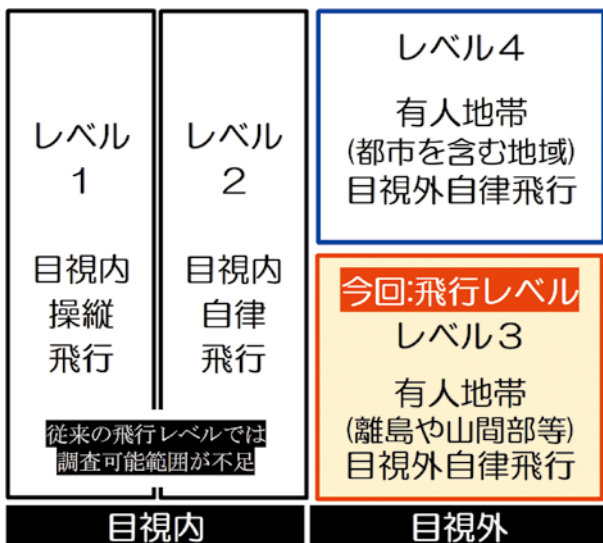 レベル
1
目視内
操縦
飛行
レベル
2
目視内
自律
飛行
従来の飛行レベルでは
調査可能範囲が不足
レベル4
有人地帯
(都市を含む地域)
目視外自律飛行
今回:飛行レベル
レベル3
有人地帯
(離島や山間部等)
目視外自律飛行
目視内
目視外